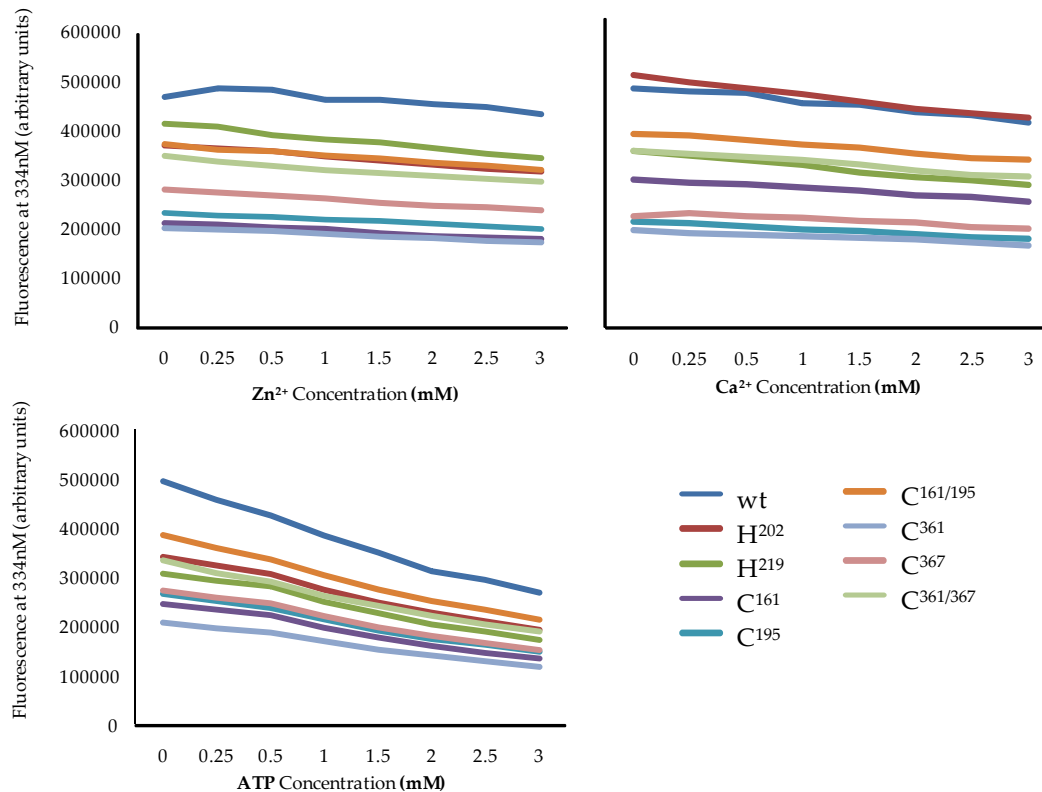 Fluorescence at 334nM (arbitrary units)
600000
500000
400000
300000
200000
100000
0
0 0.25 0.5 1 1.5 2 2.5 3
Zn²⁺ Concentration (mM)
0 0.25 0.5 1 1.5 2 2.5 3
Ca²⁺ Concentration (mM)
Fluorescence at 334nM (arbitrary units)
600000
500000
400000
300000
200000
100000
0
0 0.25 0.5 1 1.5 2 2.5 3
ATP Concentration (mM)
wt
H²⁰²
H²¹⁹
C¹⁶¹
C¹⁹⁵
C¹⁶¹/¹⁹⁵
C³⁶¹
C³⁶⁷
C³⁶¹/³⁶⁷